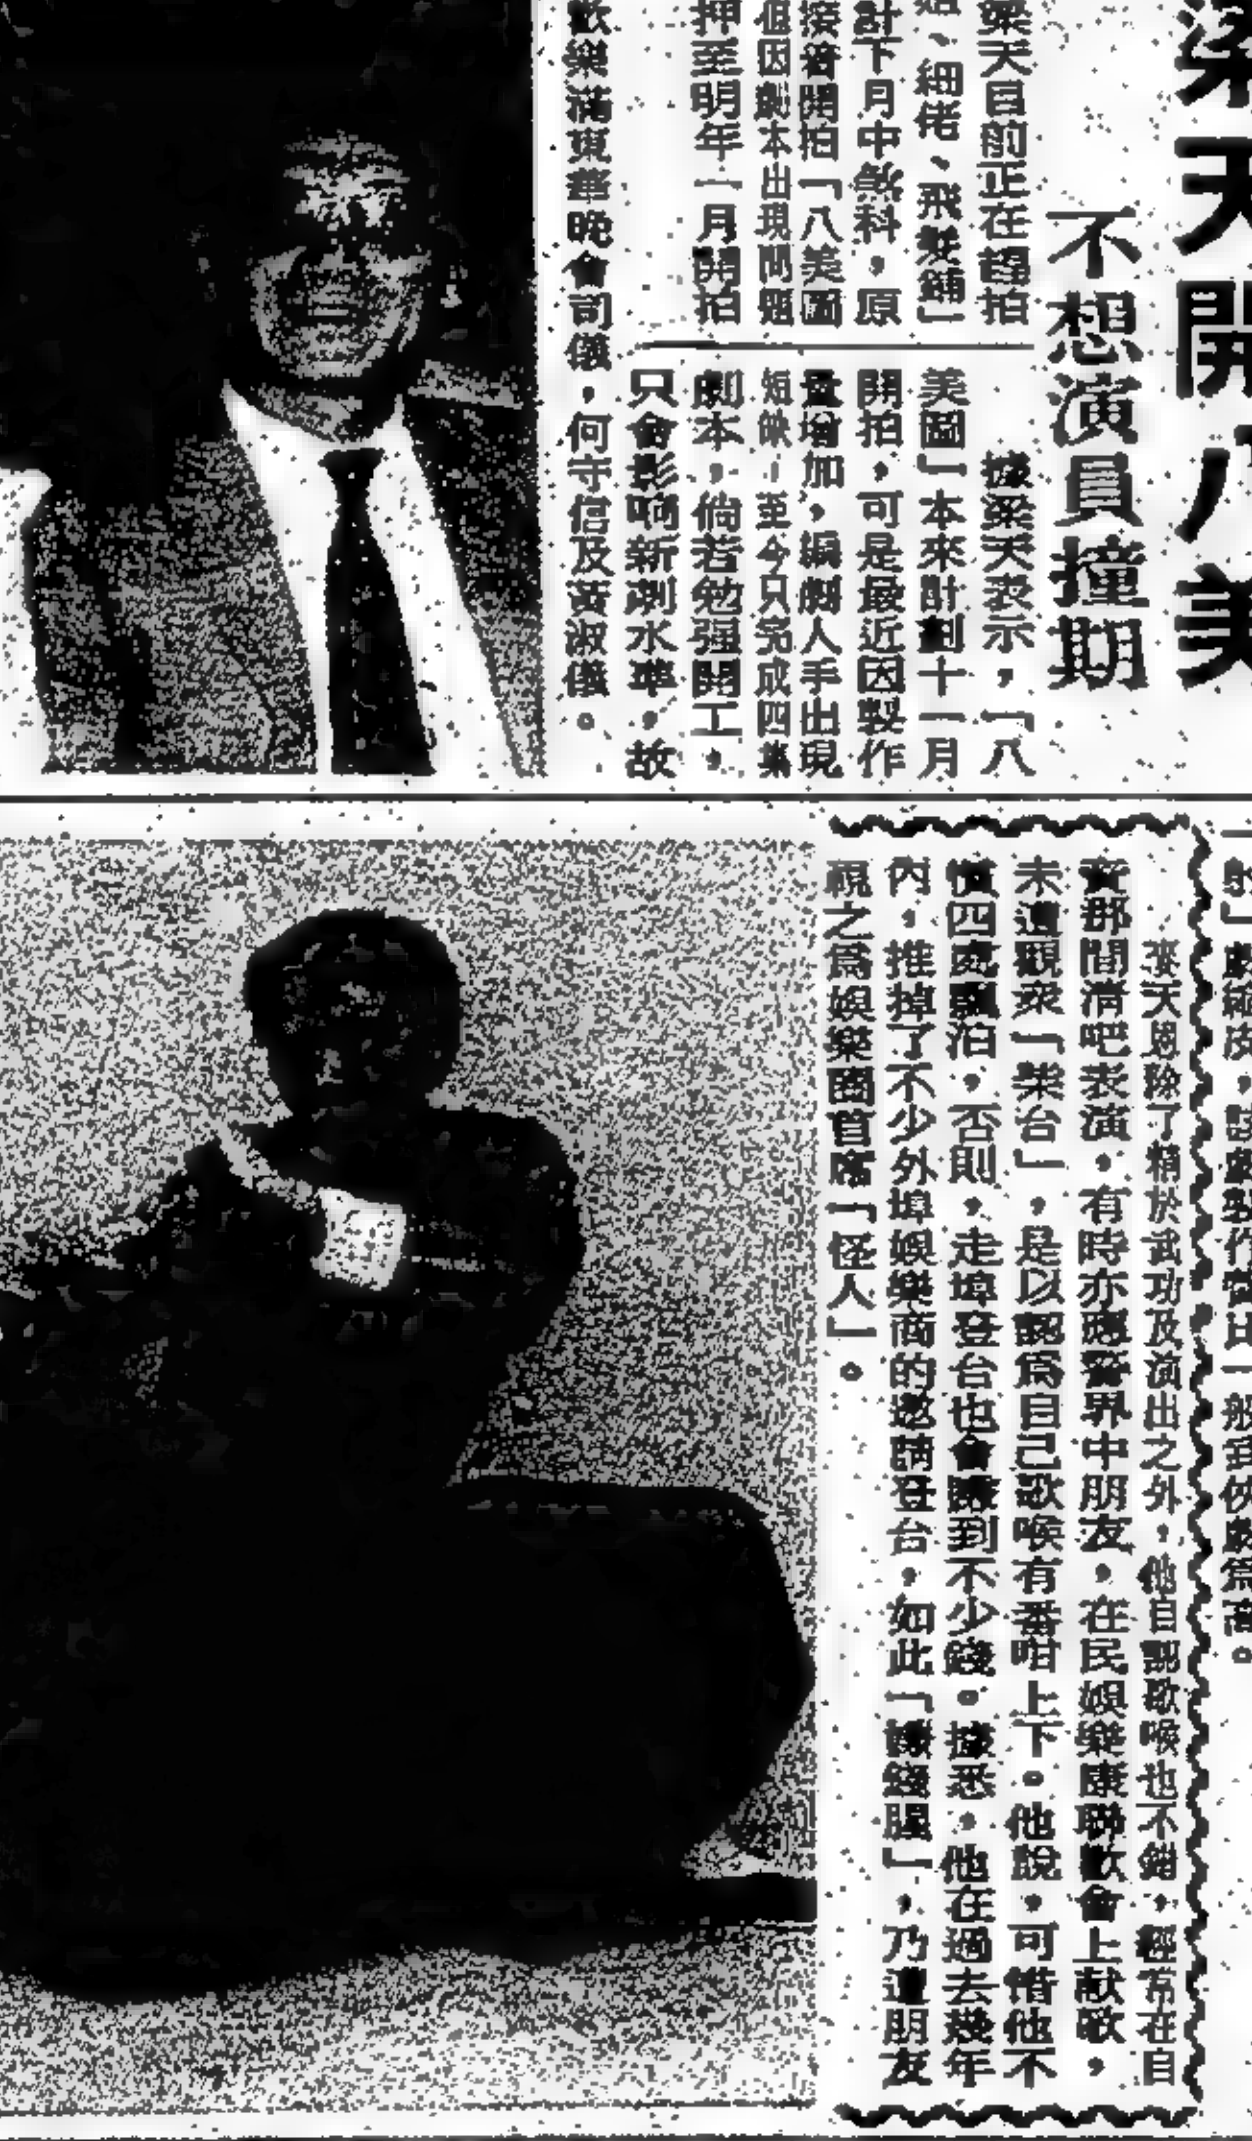 梁天開八美
不想演員撞期
梁天目前正在趕拍
姐、細佬、飛髮舖」
計下月中煞科，原
接着開拍「八美圖
但因劇本出現問題
押至明年一月開拍
據梁天表示，「八
美圖」本來計劃十一月
開拍，可是最近因製作
量增加，編劇人手出現
短缺，至今只完成四集
劇本，倘若勉强開工，
只會影响新劇水準，故
歡樂滿東華晚會司儀，何守信及黃淑儀。
麥天恩除了精於武功及演出之外，他自認歌喉也不錯，經常在自
資那間酒吧表演，有時亦應警界中朋友，在民娛樂康聯歡會上献歌，
未遭觀衆「柴台」，是以認爲自己歌喉有番咁上下。他說，可惜他不
慣四處飄泊，否則，走埠登台也會賺到不少錢。據悉，他在過去幾年
內，推掉了不少外埠娛樂商的邀請登台，如此「嫌錢腥」，乃遭朋友
視之爲娛樂圈首席「怪人」。